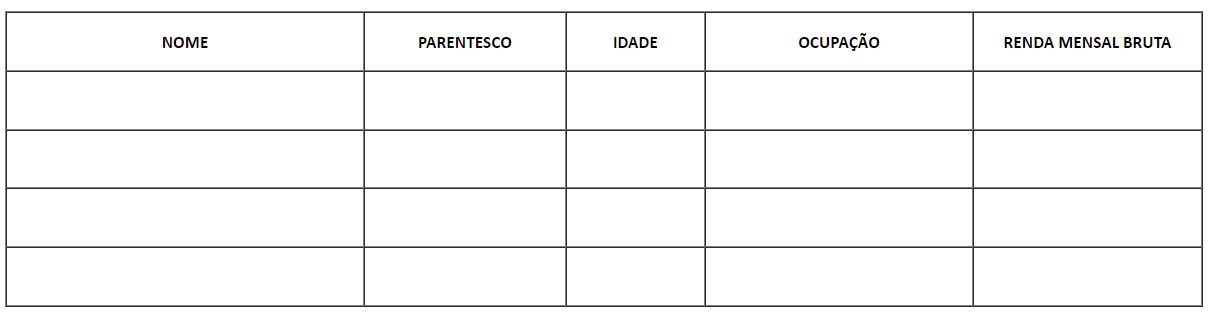 NOME PARENTESCO IDADE OCUPAÇÃO RENDA MENSAL BRUTA